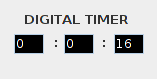 DIGITAL TIMER
0 : 0 : 16